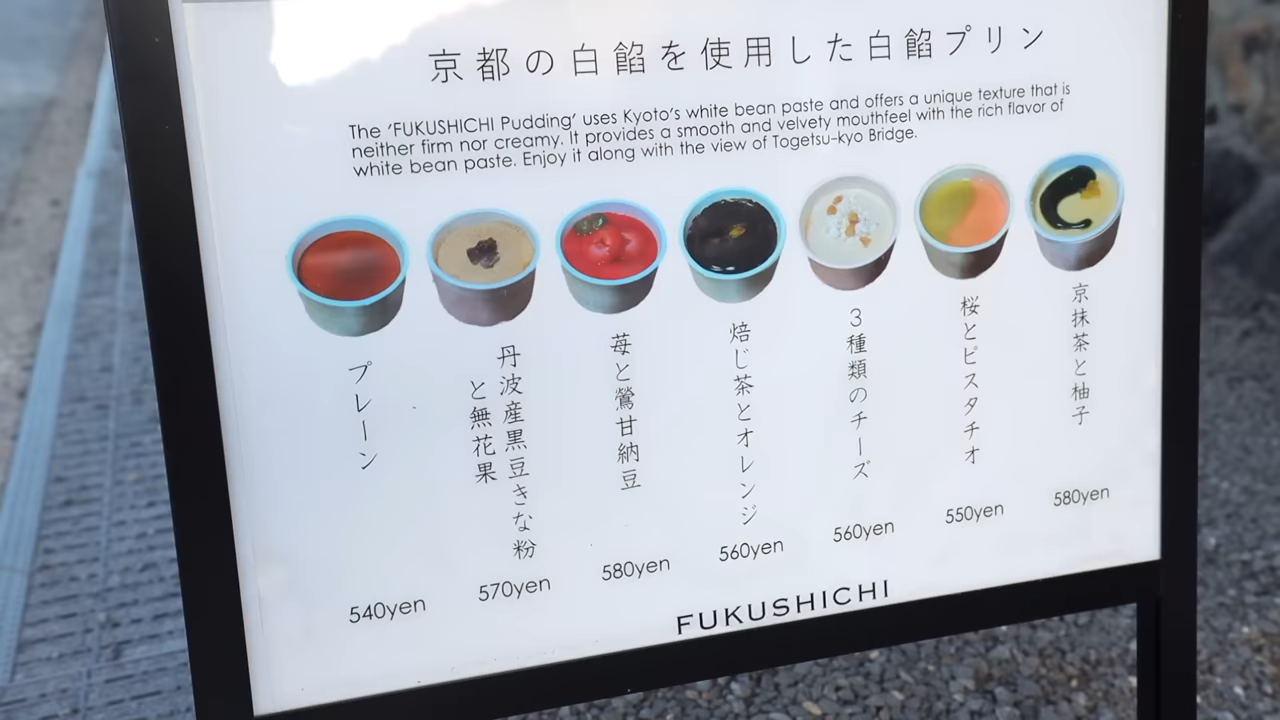 京都の白餡を使用した白餡プリン
The ‘FUKUSHICHI Pudding’ uses Kyoto’s white bean paste and offers a unique texture that is
neither firm nor creamy. It provides a smooth and velvety mouthfeel with the rich flavor of
white bean paste. Enjoy it along with the view of Togetsu-kyo Bridge.
プレーン
540yen
丹波産黒豆きな粉
と無花果
570yen
苺と鶯甘納豆
580yen
焙じ茶とオレンジ
560yen
3種類のチーズ
560yen
桜とピスタチオ
550yen
京抹茶と柚子
580yen
FUKUSHICHI